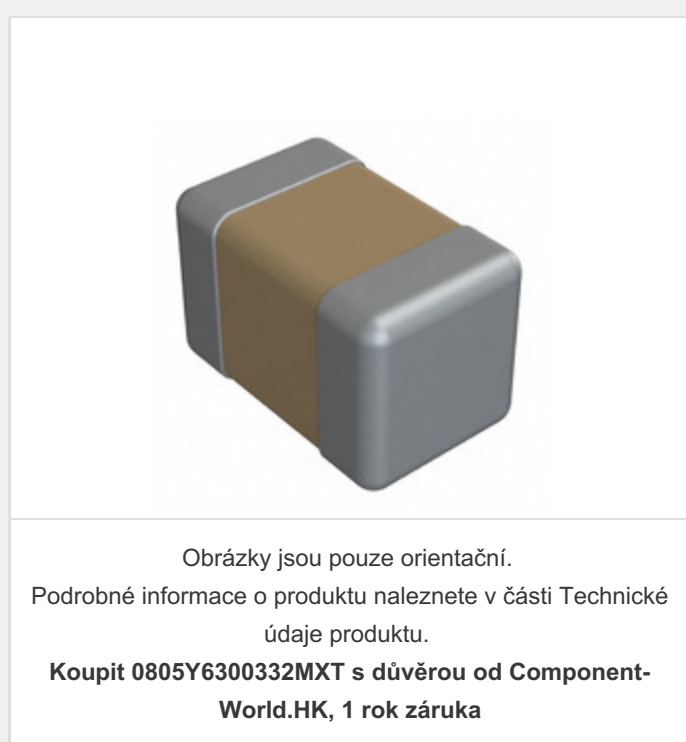 Obrázky jsou pouze orientační.
Podrobné informace o produktu naleznete v části Technické
údaje produktu.
Koupit 0805Y6300332MXT s důvěrou od Component-
World.HK, 1 rok záruka